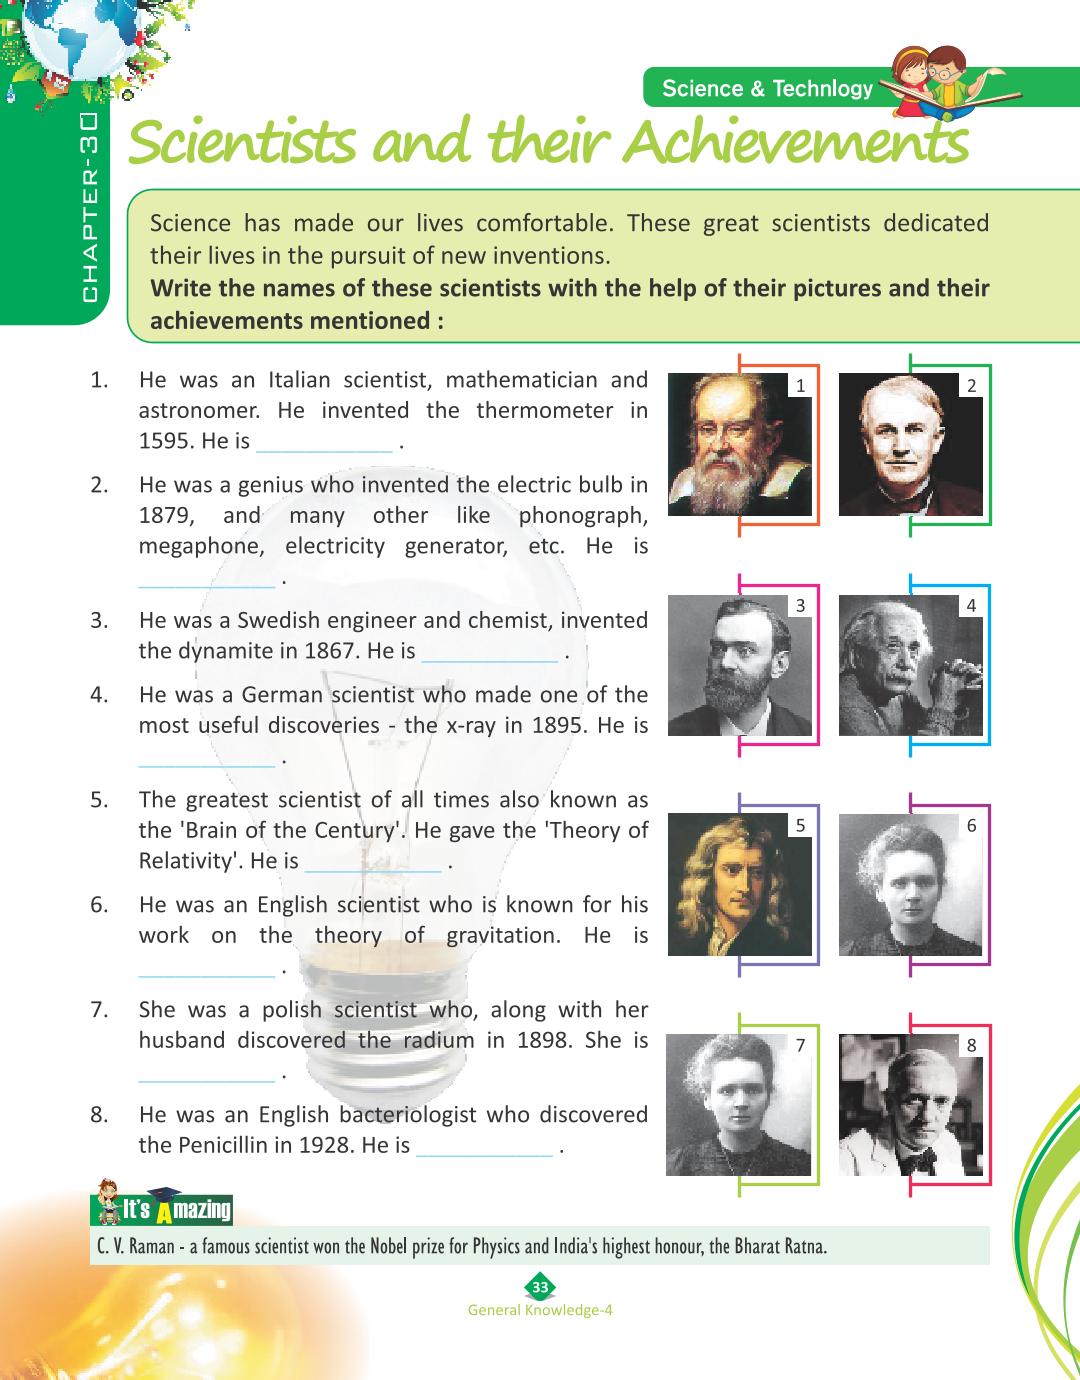 Science & Technlogy
CHAPTER-30
Scientists and their Achievements
Science has made our lives comfortable. These great scientists dedicated
their lives in the pursuit of new inventions.
Write the names of these scientists with the help of their pictures and their
achievements mentioned :
1. He was an Italian scientist, mathematician and
astronomer. He invented the thermometer in
1595. He is ____________ .
2. He was a genius who invented the electric bulb in
1879, and many other like phonograph,
megaphone, electricity generator, etc. He is
____________ .
3. He was a Swedish engineer and chemist, invented
the dynamite in 1867. He is ____________ .
4. He was a German scientist who made one of the
most useful discoveries - the x-ray in 1895. He is
____________ .
5. The greatest scientist of all times also known as
the 'Brain of the Century'. He gave the 'Theory of
Relativity'. He is ____________ .
6. He was an English scientist who is known for his
work on the theory of gravitation. He is
____________ .
7. She was a polish scientist who, along with her
husband discovered the radium in 1898. She is
____________ .
8. He was an English bacteriologist who discovered
the Penicillin in 1928. He is ____________ .
1
2
3
4
5
6
7
8
It's Amazing
C. V. Raman - a famous scientist won the Nobel prize for Physics and India's highest honour, the Bharat Ratna.
33
General Knowledge-4